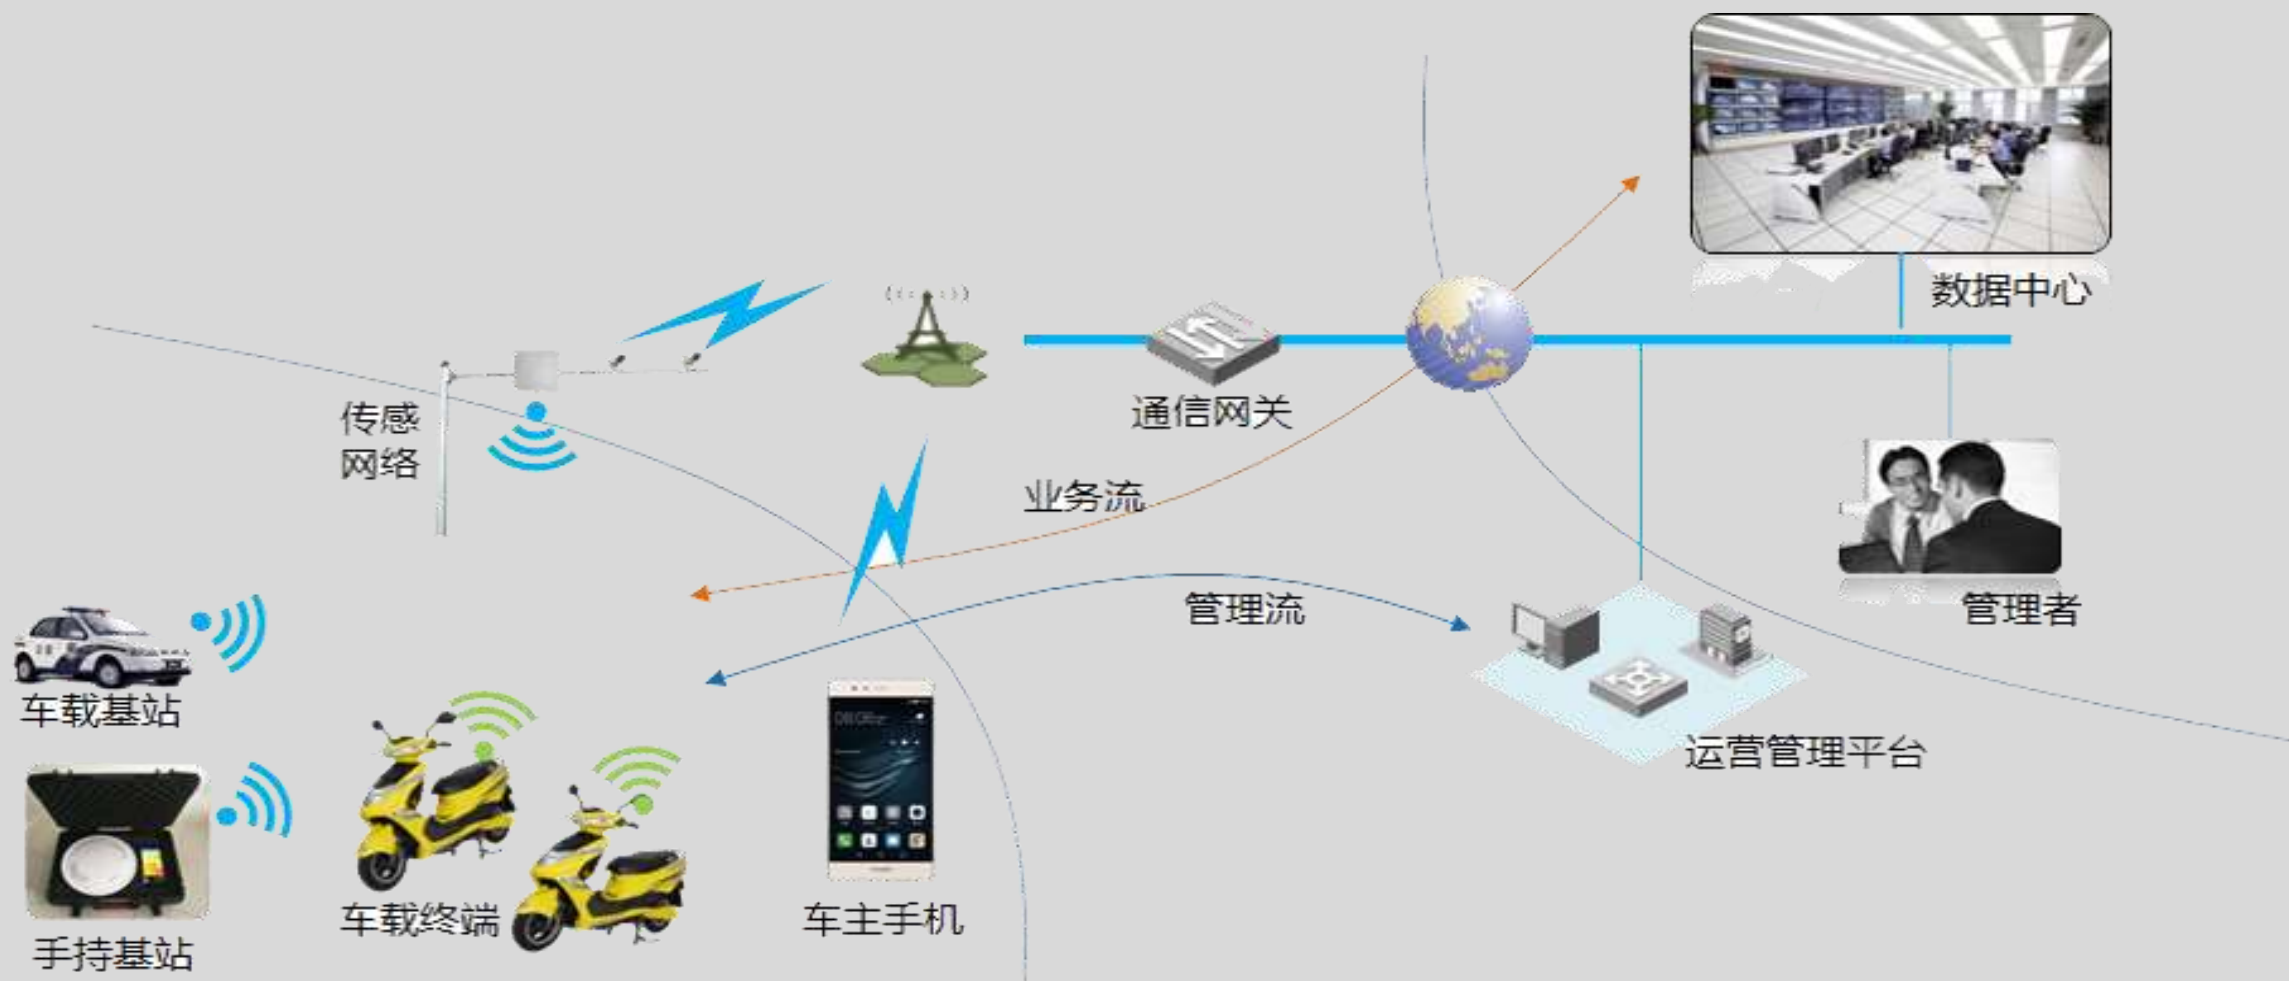 数据中心
传感
网络
通信网关
业务流
管理流
管理者
车载基站
运营管理平台
车载终端
车主手机
手持基站